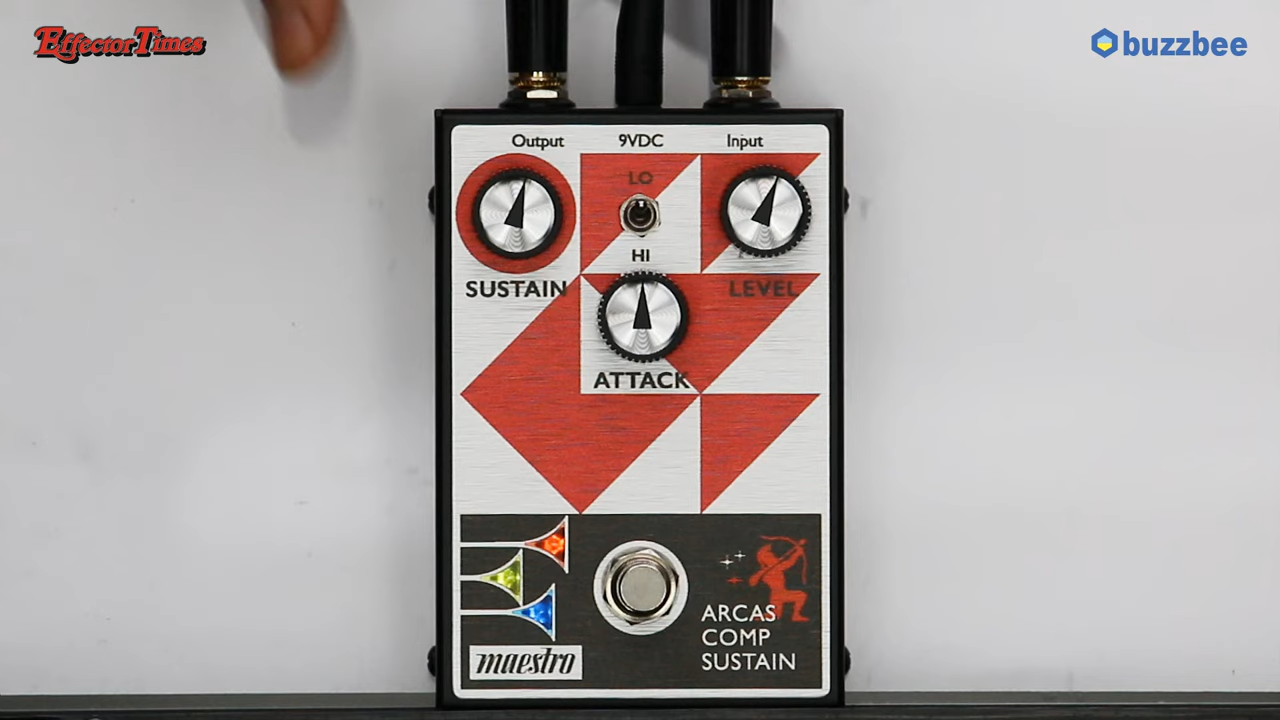 Effector Times
buzzbee
Output 9VDC Input
LO
HI
SUSTAIN LEVEL
ATTACK
maestro
ARCAS
COMP
SUSTAIN